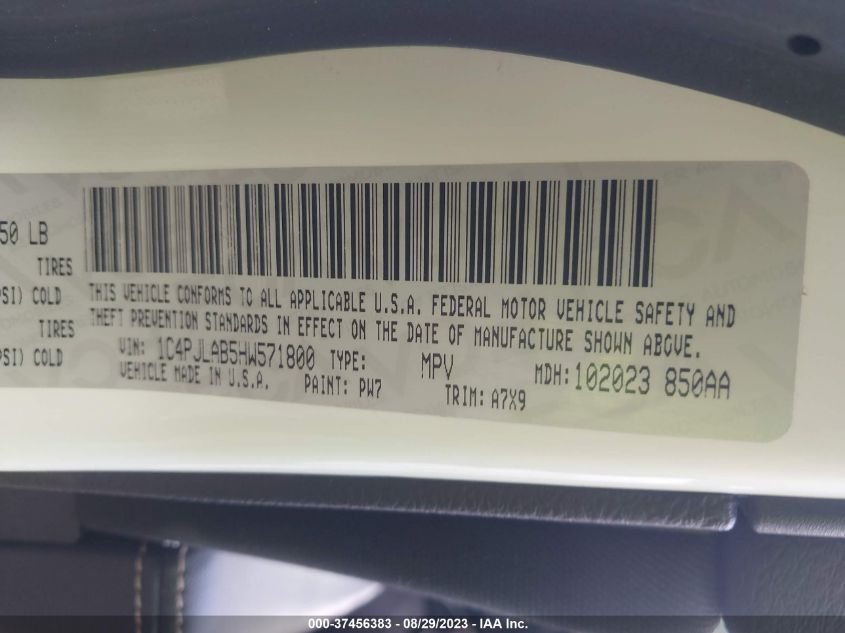 50 LB
TIRES
PSI) COLD
TIRES
PSI) COLD
THIS VEHICLE CONFORMS TO ALL APPLICABLE U.S.A. FEDERAL MOTOR VEHICLE SAFETY AND
THEFT PREVENTION STANDARDS IN EFFECT ON THE DATE OF MANUFACTURE SHOWN ABOVE.
VIN: 1C4PJLAB5HW571800 TYPE: MPV MDH: 102023 850AA
VEHICLE MADE IN U.S.A. PAINT: PW7 TRIM: A7X9
000-37456383 - 08/29/2023 - IAA Inc.